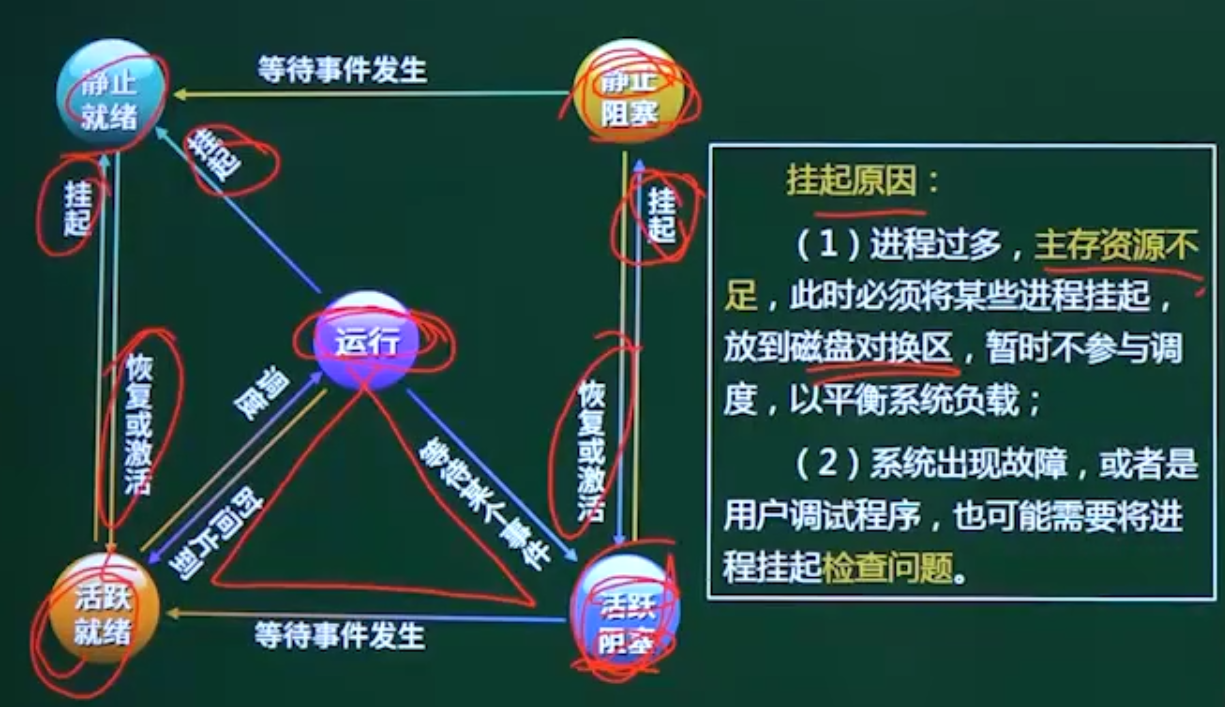 静止
就绪
等待事件发生
静止
阻塞
挂起
挂起
挂起
运行
恢复或激活
调度
时间片到
等待某个事件
恢复或激活
活跃
就绪
等待事件发生
活跃
阻塞
挂起原因：
（1）进程过多，主存资源不
足，此时必须将某些进程挂起，
放到磁盘对换区，暂时不参与调
度，以平衡系统负载；
（2）系统出现故障，或者是
用户调试程序，也可能需要将进
程挂起检查问题。